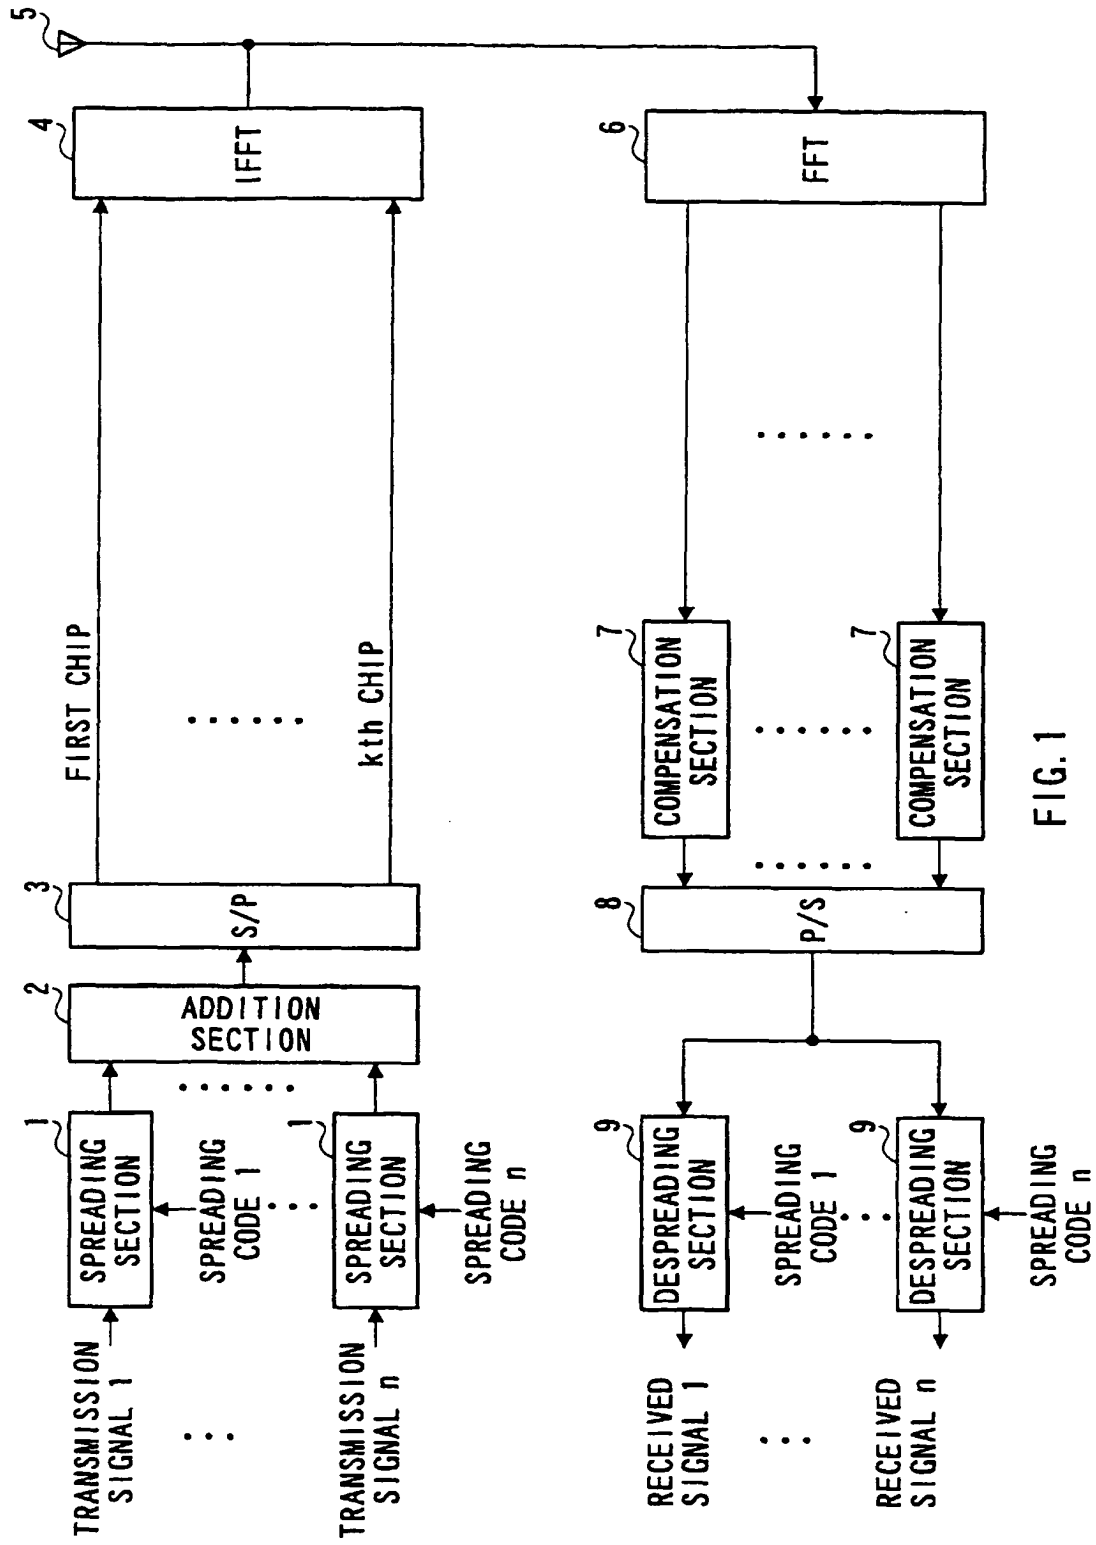 TRANSMISSION
SIGNAL 1
TRANSMISSION
SIGNAL n
1
SPREADING
SECTION
SPREADING
CODE 1
1
SPREADING
SECTION
SPREADING
CODE n
2
ADDITION
SECTION
3
S/P
FIRST CHIP
kth CHIP
4
IFFT
5
RECEIVED
SIGNAL 1
RECEIVED
SIGNAL n
9
DESPREADING
SECTION
SPREADING
CODE 1
9
DESPREADING
SECTION
SPREADING
CODE n
8
P/S
7
COMPENSATION
SECTION
7
COMPENSATION
SECTION
6
FFT
FIG. 1